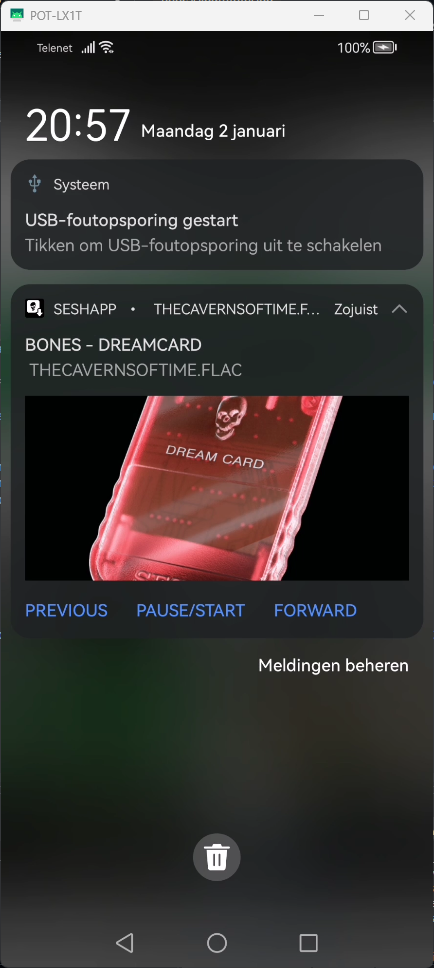 POT-LX1T
Telenet 100%
20:57 Maandag 2 januari
Systeem
USB-foutopsporing gestart
Tikken om USB-foutopsporing uit te schakelen
SESHAPP • THECAVERNSOFTIME.F... Zojuist
BONES - DREAMCARD
THECAVERNSOFTIME.FLAC
DREAM CARD
PREVIOUS PAUSE/START FORWARD
Meldingen beheren